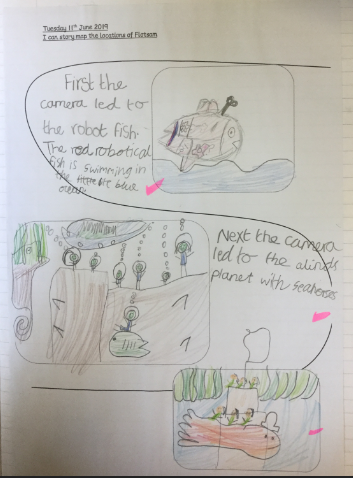 Tuesday 11th June 2019
I can story map the locations of Flotsam
First the
camera led to
the robot fish.
The red robotical
fish is swimming in
the blue
ocean
Next the camera
led to the
planet with seahorses